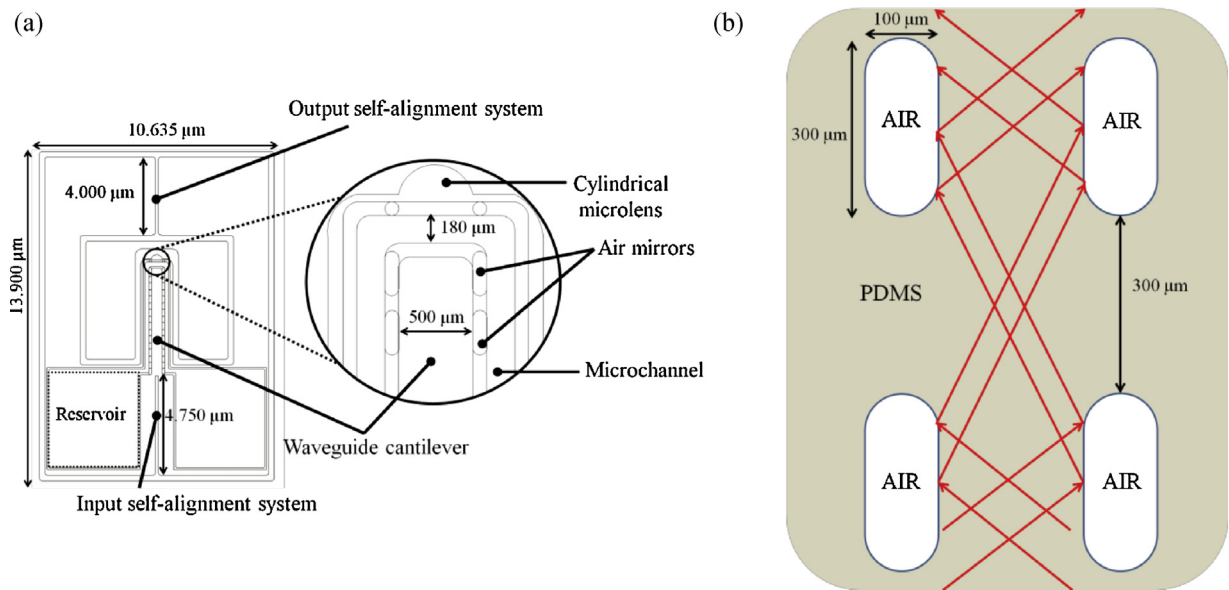 (a)
Output self-alignment system
10.635 µm
4.000 µm
13.900 µm
Cylindrical
microlens
180 µm
Air mirrors
500 µm
Microchannel
Reservoir
4.750 µm
Waveguide cantilever
Input self-alignment system
(b)
100 µm
300 µm
AIR
AIR
PDMS
300 µm
AIR
AIR